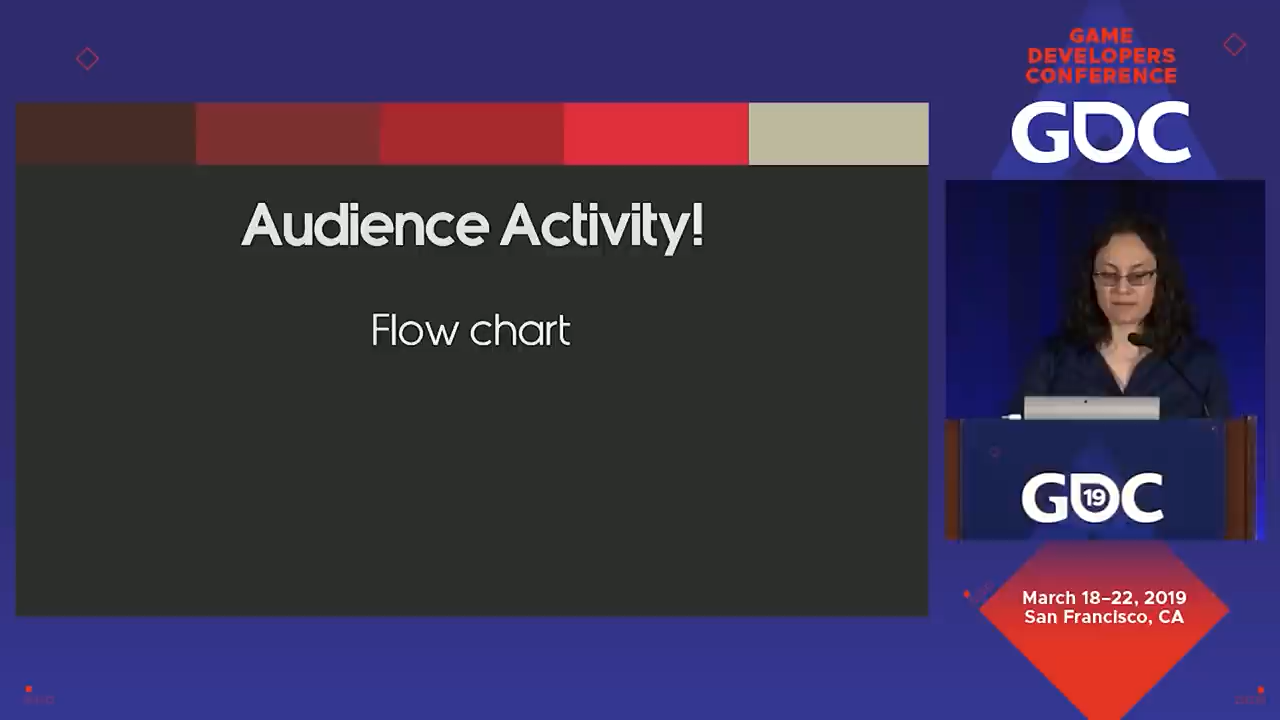 GAME
DEVELOPERS
CONFERENCE
GDC
Audience Activity!
Flow chart
GDC
19
March 18–22, 2019
San Francisco, CA